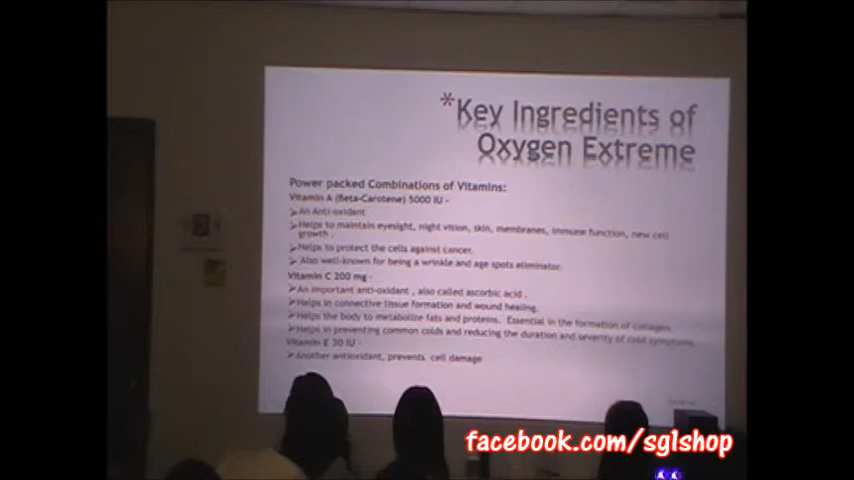 *Key Ingredients of
Oxygen Extreme
Power packed Combinations of Vitamins:
Vitamin A (Beta-Carotene) 5000 IU -
➢An Anti-oxidant
➢Helps to maintain eyesight, night vision, skin, membranes, immune function, new cell
growth .
➢Helps to protect the cells against cancer.
➢ Also well-known for being a wrinkle and age spots eliminator.
Vitamin C 200 mg -
➢An important anti-oxidant , also called ascorbic acid .
➢Helps in connective tissue formation and wound healing.
➢Helps the body to metabolize fats and proteins. Essential in the formation of collagen.
➢Helps in preventing common colds and reducing the duration and severity of cold symptoms.
Vitamin E 30 IU -
➢Another antioxidant, prevents cell damage
facebook.com/sg1shop